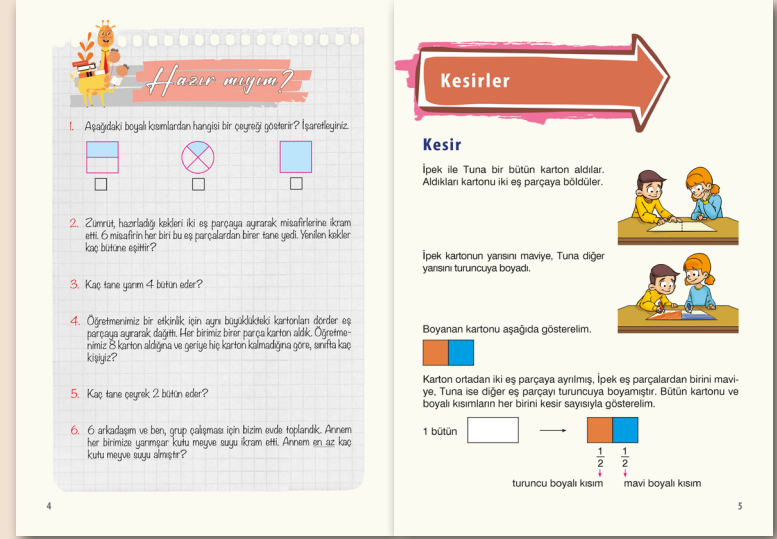 Hazır mıyım?
1. Aşağıdaki boyalı kısımlardan hangisi bir çeyreği gösterir? İşaretleyiniz.
2. Zümrüt, hazırladığı kekleri iki eş parçaya ayırarak misafirlerine ikram
etti. 6 misafirin her biri bu eş parçalardan birer tane yedi. Yenilen kekler
kaç bütüne eşittir?
3. Kaç tane yarım 4 bütün eder?
4. Öğretmenimiz bir etkinlik için aynı büyüklükteki kartonları dörder eş
parçaya ayırarak dağıttı. Her birimiz birer parça karton aldık. Öğretme-
nimiz 8 karton aldığına ve geriye hiç karton kalmadığına göre, sınıfta kaç
kişiyiz?
5. Kaç tane çeyrek 2 bütün eder?
6. 6 arkadaşım ve ben, grup çalışması için bizim evde toplandık. Annem
her birimize yarımşar kutu meyve suyu ikram etti. Annem en az kaç
kutu meyve suyu almıştır?
4
Kesirler
Kesir
İpek ile Tuna bir bütün karton aldılar.
Aldıkları kartonu iki eş parçaya böldüler.
İpek kartonun yarısını maviye, Tuna diğer
yarısını turuncuya boyadı.
Boyanan kartonu aşağıda gösterelim.
Karton ortadan iki eş parçaya ayrılmış, İpek eş parçalardan birini mavi-
ye, Tuna ise diğer eş parçayı turuncuya boyamıştır. Bütün kartonu ve
boyalı kısımların her birini kesir sayısıyla gösterelim.
1 bütün
1 1
2 2
turuncu boyalı kısım mavi boyalı kısım
5